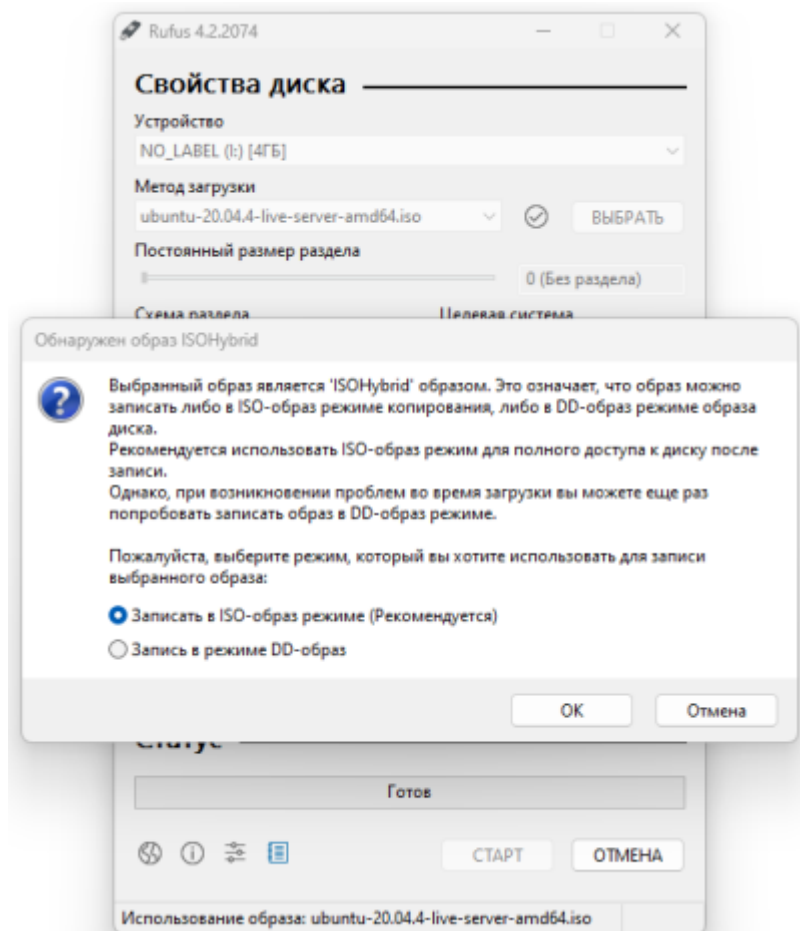 Rufus 4.2.2074
Свойства диска
Устройство
NO_LABEL (I:) [4ГБ]
Метод загрузки
ubuntu-20.04.4-live-server-amd64.iso
ВЫБРАТЬ
Постоянный размер раздела
0 (Без раздела)
Схема раздела Целевая система
Обнаружен образ ISOHybrid
Выбранный образ является 'ISOHybrid' образом. Это означает, что образ можно
записать либо в ISO-образ режиме копирования, либо в DD-образ режиме образа
диска.
Рекомендуется использовать ISO-образ режим для полного доступа к диску после
записи.
Однако, при возникновении проблем во время загрузки вы можете еще раз
попробовать записать образ в DD-образ режиме.
Пожалуйста, выберите режим, который вы хотите использовать для записи
выбранного образа:
Записать в ISO-образ режиме (Рекомендуется)
Запись в режиме DD-образ
ОК Отмена
Статус
Готов
СТАРТ ОТМЕНА
Использование образа: ubuntu-20.04.4-live-server-amd64.iso